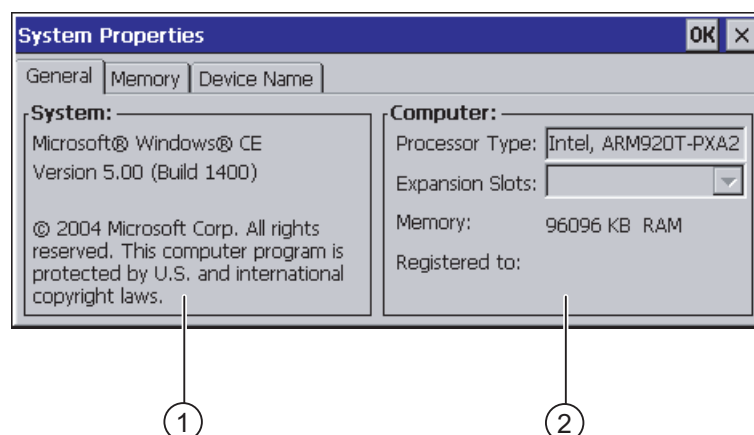 System Properties OK ×
General Memory Device Name
System:
Microsoft® Windows® CE
Version 5.00 (Build 1400)
© 2004 Microsoft Corp. All rights
reserved. This computer program is
protected by U.S. and international
copyright laws.
Computer:
Processor Type: Intel, ARM920T-PXA2
Expansion Slots:
Memory: 96096 KB RAM
Registered to:
1 2